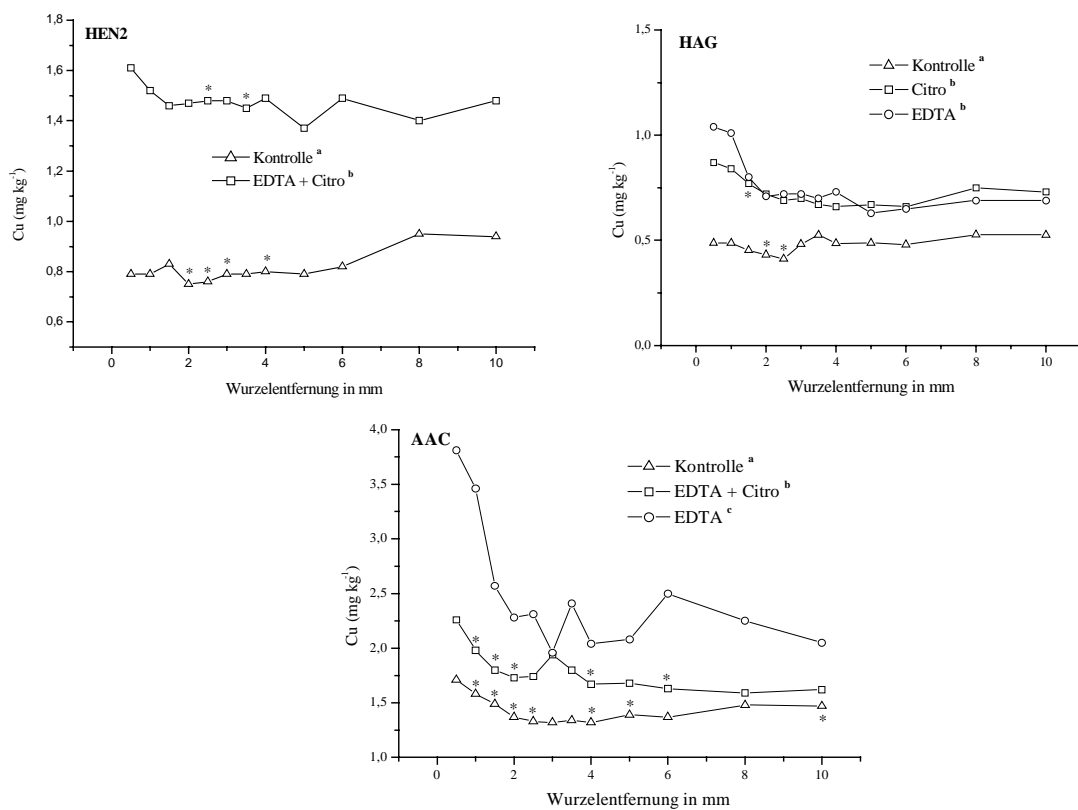 HEN2
1,8
1,6
1,4
1,2
1,0
0,8
0,6
Cu (mg kg-1)
* *
Kontrolle a
EDTA + Citro b
* * * *
0 2 4 6 8 10
Wurzelentfernung in mm
HAG
1,5
1,0
0,5
0,0
Cu (mg kg-1)
Kontrolle a
Citro b
EDTA b
*
* *
0 2 4 6 8 10
Wurzelentfernung in mm
AAC
4,0
3,5
3,0
2,5
2,0
1,5
1,0
Cu (mg kg-1)
Kontrolle a
EDTA + Citro b
EDTA c
* * * * *
* * * * * * *
0 2 4 6 8 10
Wurzelentfernung in mm